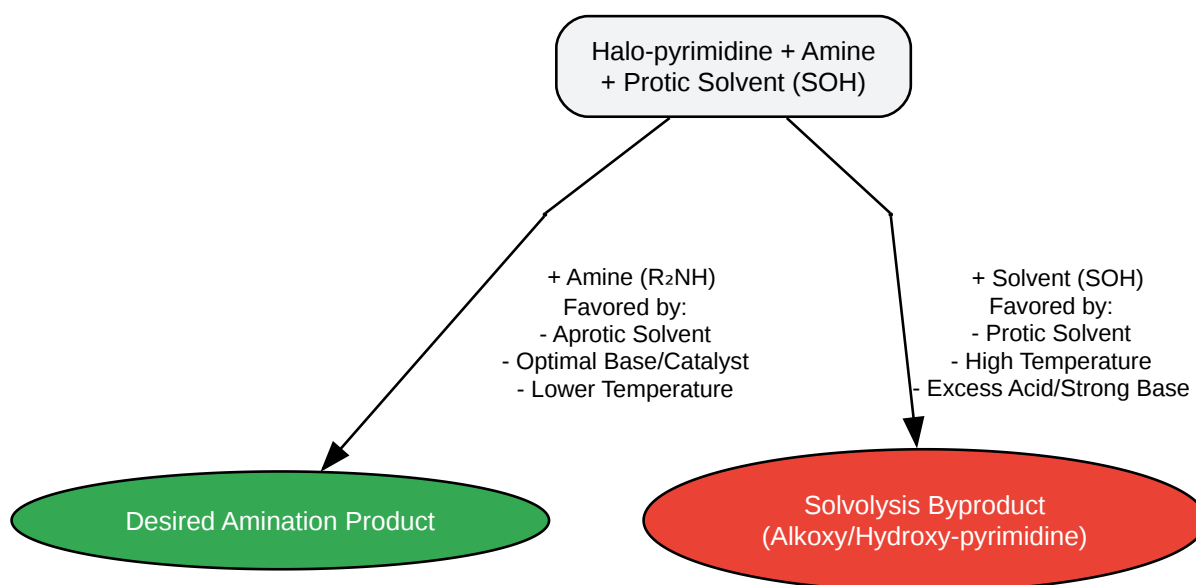 Halo-pyrimidine + Amine
+ Protic Solvent (SOH)
+ Amine (R₂NH)
Favored by:
- Aprotic Solvent
- Optimal Base/Catalyst
- Lower Temperature
+ Solvent (SOH)
Favored by:
- Protic Solvent
- High Temperature
- Excess Acid/Strong Base
Desired Amination Product
Solvolysis Byproduct
(Alkoxy/Hydroxy-pyrimidine)